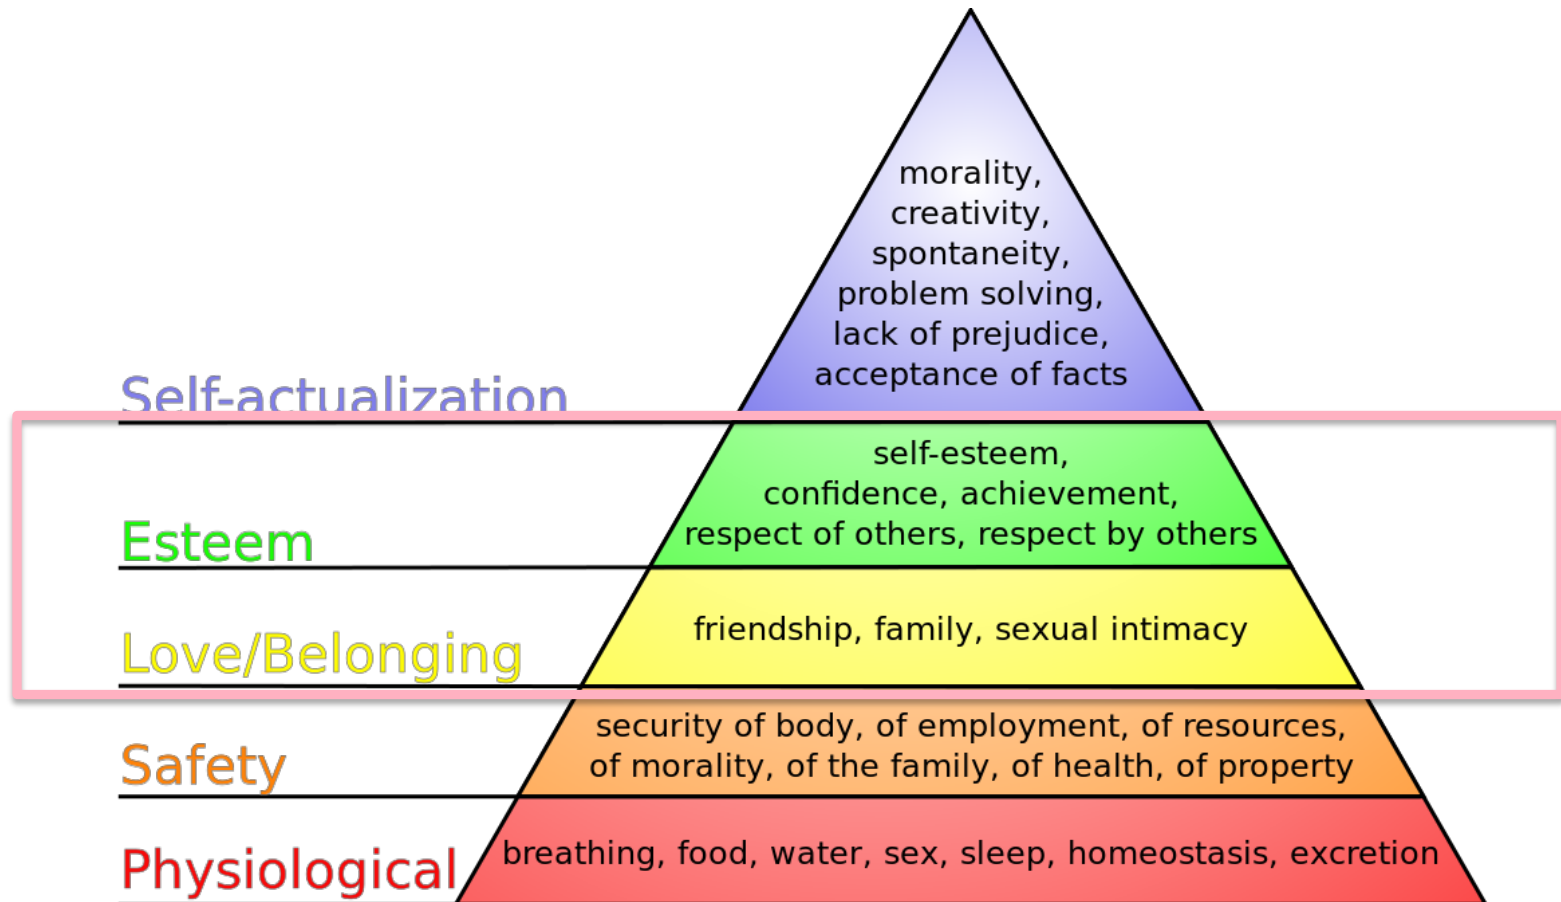 morality,
creativity,
spontaneity,
problem solving,
lack of prejudice,
acceptance of facts
Self-actualization
self-esteem,
confidence, achievement,
respect of others, respect by others
Esteem
friendship, family, sexual intimacy
Love/Belonging
security of body, of employment, of resources,
of morality, of the family, of health, of property
Safety
breathing, food, water, sex, sleep, homeostasis, excretion
Physiological